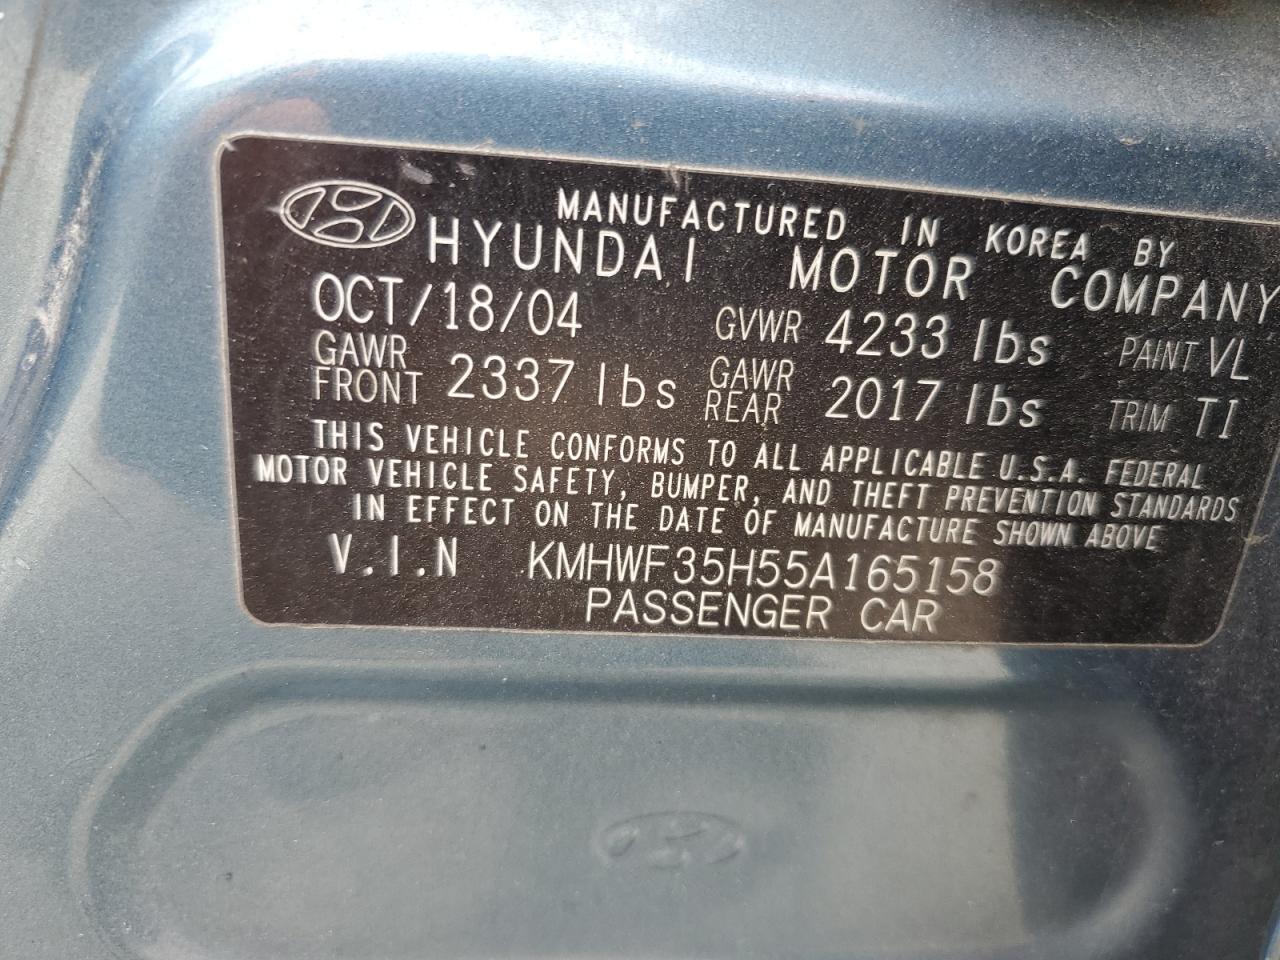 MANUFACTURED IN KOREA BY
HYUNDAI MOTOR COMPANY
OCT/18/04 GVWR 4233 lbs PAINT VL
GAWR FRONT 2337 lbs GAWR REAR 2017 lbs TRIM TI
THIS VEHICLE CONFORMS TO ALL APPLICABLE U.S.A. FEDERAL
MOTOR VEHICLE SAFETY, BUMPER, AND THEFT PREVENTION STANDARDS
IN EFFECT ON THE DATE OF MANUFACTURE SHOWN ABOVE
V.I.N KMHWF35H55A165158
PASSENGER CAR